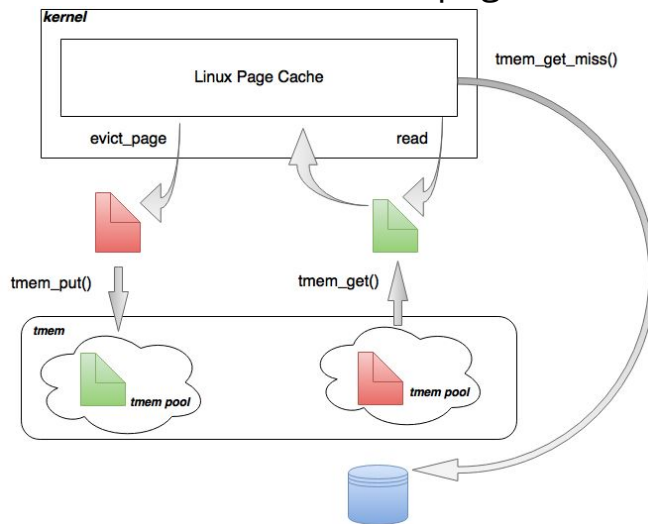 kernel
tmem_get_miss()
Linux Page Cache
evict_page
read
tmem_put()
tmem_get()
tmem
tmem pool
tmem pool